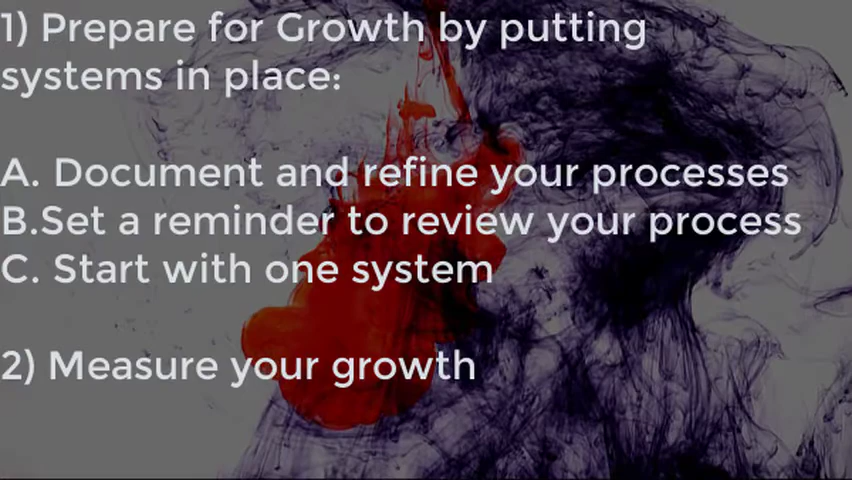 1) Prepare for Growth by putting
systems in place:
A. Document and refine your processes
B.Set a reminder to review your process
C. Start with one system
2) Measure your growth